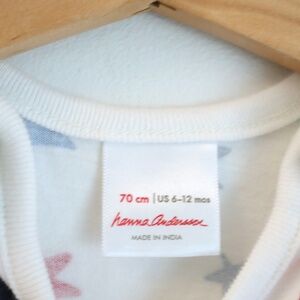 70 cm | US 6-12 mos
hanna Andersson
MADE IN INDIA